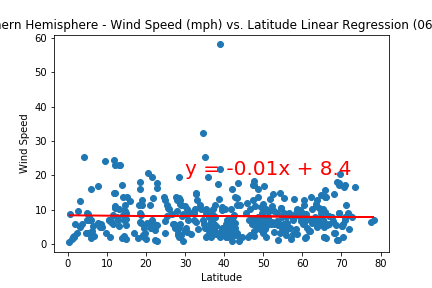 ern Hemisphere - Wind Speed (mph) vs. Latitude Linear Regression (06
60
50
40
30
20
10
0
Wind Speed
y = -0.01x + 8.4
0 10 20 30 40 50 60 70 80
Latitude